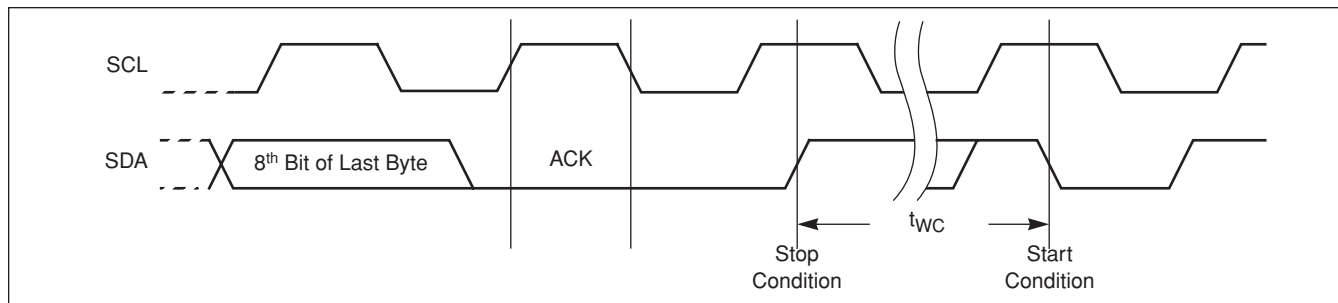 SCL
SDA
8th Bit of Last Byte
ACK
tWC
Stop
Condition
Start
Condition